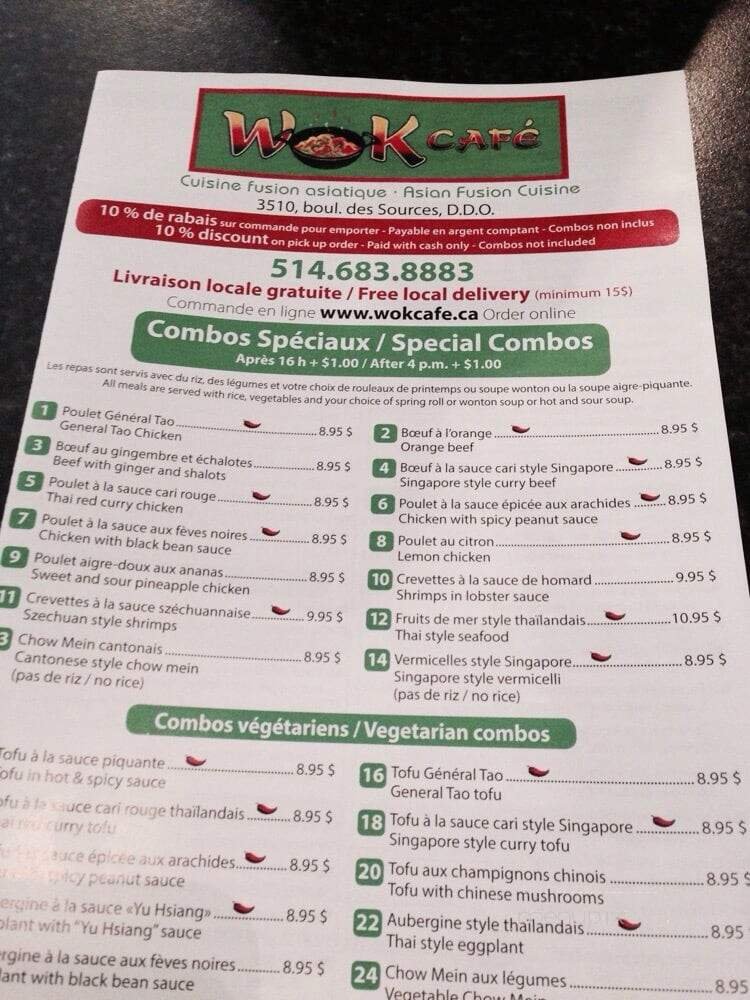 WOK CAFÉ
Cuisine fusion asiatique · Asian Fusion Cuisine
3510, boul. des Sources, D.D.O.
10 % de rabais sur commande pour emporter - Payable en argent comptant - Combos non inclus
10 % discount on pick up order - Paid with cash only - Combos not included
514.683.8883
Livraison locale gratuite / Free local delivery (minimum 15$)
Commande en ligne www.wokcafe.ca Order online
Combos Spéciaux / Special Combos
Après 16 h + $1.00 / After 4 p.m. + $1.00
Les repas sont servis avec du riz, des légumes et votre choix de rouleaux de printemps ou soupe wonton ou la soupe aigre-piquante.
All meals are served with rice, vegetables and your choice of spring roll or wonton soup or hot and sour soup.
1 Poulet Général Tao 8.95 $
General Tao Chicken
2 Bœuf à l'orange 8.95 $
Orange beef
3 Bœuf au gingembre et échalotes 8.95 $
Beef with ginger and shalots
4 Bœuf à la sauce cari style Singapore 8.95 $
Singapore style curry beef
5 Poulet à la sauce cari rouge 8.95 $
Thai red curry chicken
6 Poulet à la sauce épicée aux arachides 8.95 $
Chicken with spicy peanut sauce
7 Poulet à la sauce aux fèves noires 8.95 $
Chicken with black bean sauce
8 Poulet au citron 8.95 $
Lemon chicken
9 Poulet aigre-doux aux ananas 8.95 $
Sweet and sour pineapple chicken
10 Crevettes à la sauce de homard 9.95 $
Shrimps in lobster sauce
11 Crevettes à la sauce széchuannaise 9.95 $
Szechuan style shrimps
12 Fruits de mer style thaïlandais 10.95 $
Thai style seafood
3 Chow Mein cantonais 8.95 $
Cantonese style chow mein
(pas de riz / no rice)
14 Vermicelles style Singapore 8.95 $
Singapore style vermicelli
(pas de riz / no rice)
Combos végétariens / Vegetarian combos
Tofu à la sauce piquante 8.95 $
ofu in hot & spicy sauce
16 Tofu Général Tao 8.95 $
General Tao tofu
ofu à la sauce cari rouge thaïlandais 8.95 $
curry tofu
18 Tofu à la sauce cari style Singapore 8.95 $
Singapore style curry tofu
sauce épicée aux arachides 8.95 $
spicy peanut sauce
20 Tofu aux champignons chinois 8.95 $
Tofu with chinese mushrooms
ergine à la sauce «Yu Hsiang» 8.95 $
plant with "Yu Hsiang" sauce
22 Aubergine style thaïlandais 8.95
Thai style eggplant
rgine à la sauce aux fèves noires 8.95 $
lant with black bean sauce
24 Chow Mein aux légumes 8.95
Vegetable Chow Mein